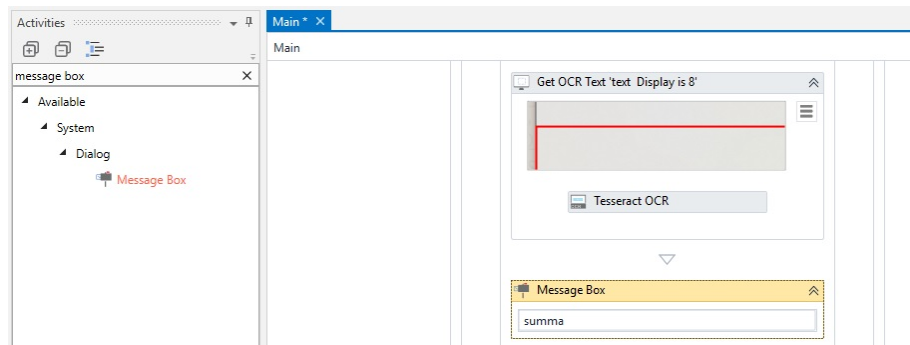 Activities
Main * ×
Main
message box
Available
System
Dialog
Message Box
Get OCR Text 'text Display is 8'
Tesseract OCR
Message Box
summa